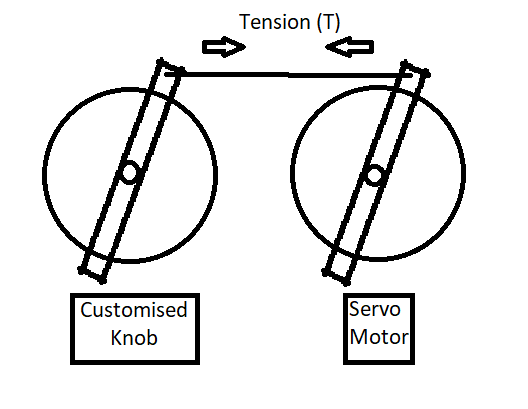 Tension (T)
Customised
Knob
Servo
Motor